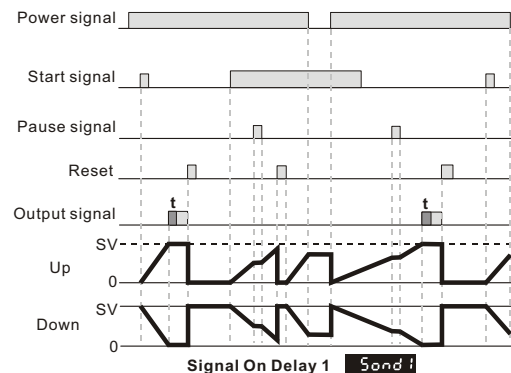 Power signal
Start signal
Pause signal
Reset
t
t
Output signal
SV
Up
0
SV
Down
0
Signal On Delay 1 Sond1